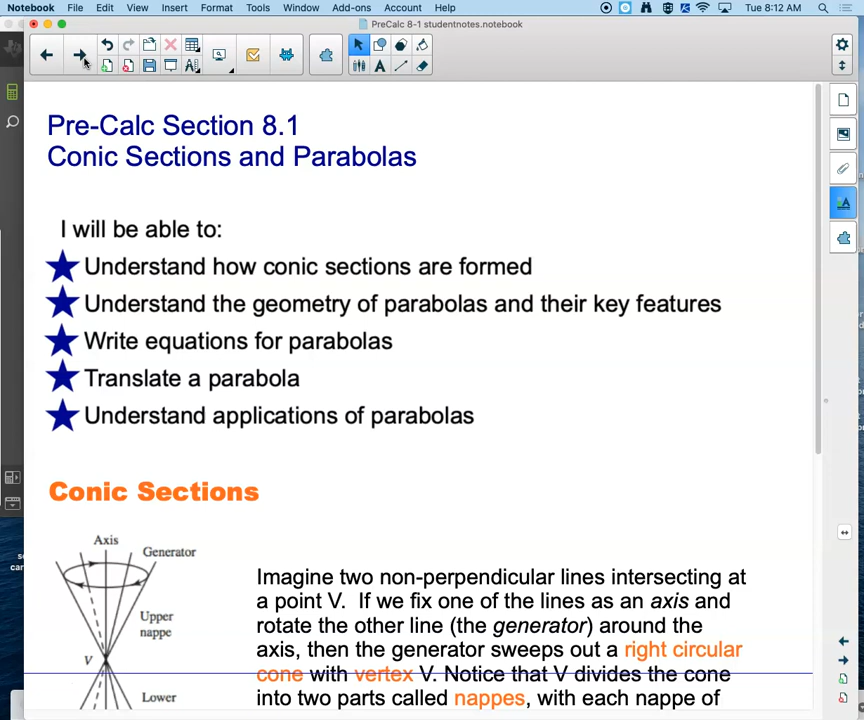 Notebook File Edit View Insert Format Tools Window Add-ons Account Help Tue 8:12 AM
PreCalc 8-1 studentnotes.notebook
Pre-Calc Section 8.1
Conic Sections and Parabolas
I will be able to:
Understand how conic sections are formed
Understand the geometry of parabolas and their key features
Write equations for parabolas
Translate a parabola
Understand applications of parabolas
Conic Sections
Axis
Generator
Upper
nappe
V
Lower
Imagine two non-perpendicular lines intersecting at
a point V. If we fix one of the lines as an axis and
rotate the other line (the generator) around the
axis, then the generator sweeps out a right circular
cone with vertex V. Notice that V divides the cone
into two parts called nappes, with each nappe of